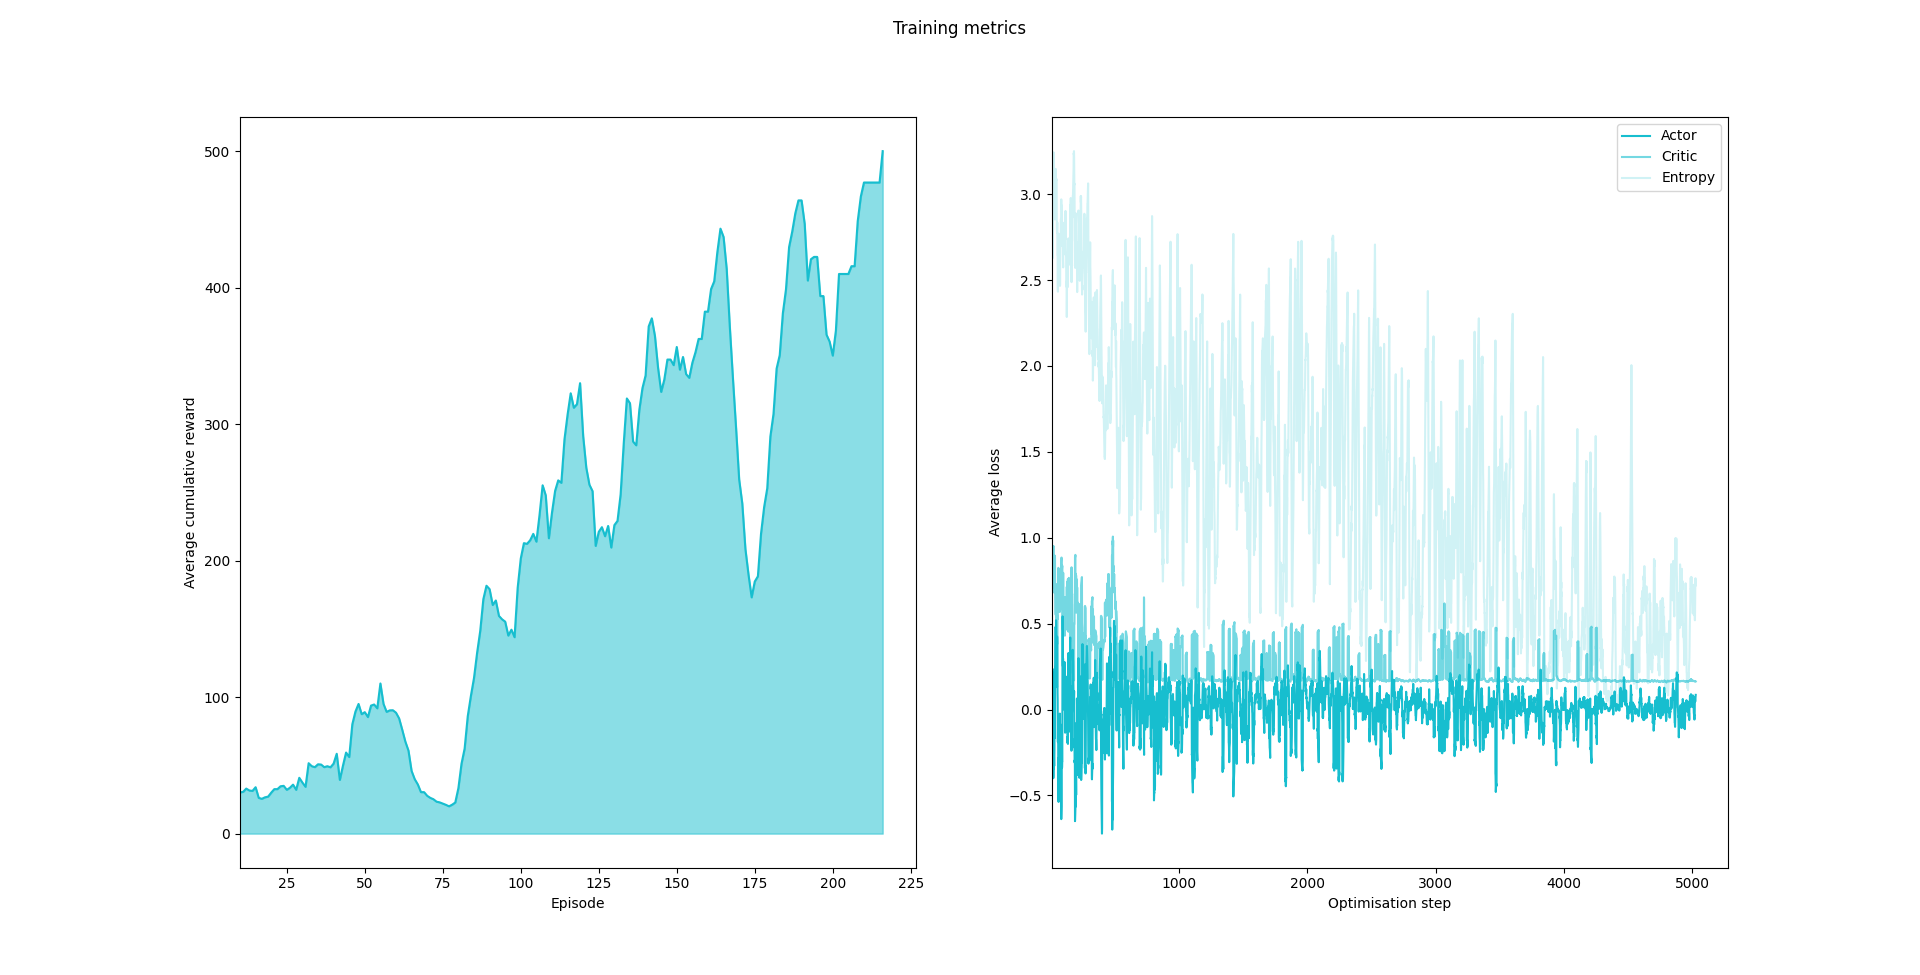 Training metrics
500
400
300
200
100
0
Average cumulative reward
25 50 75 100 125 150 175 200 225
Episode
Actor
Critic
Entropy
3.0
2.5
2.0
1.5
1.0
0.5
0.0
−0.5
Average loss
1000 2000 3000 4000 5000
Optimisation step